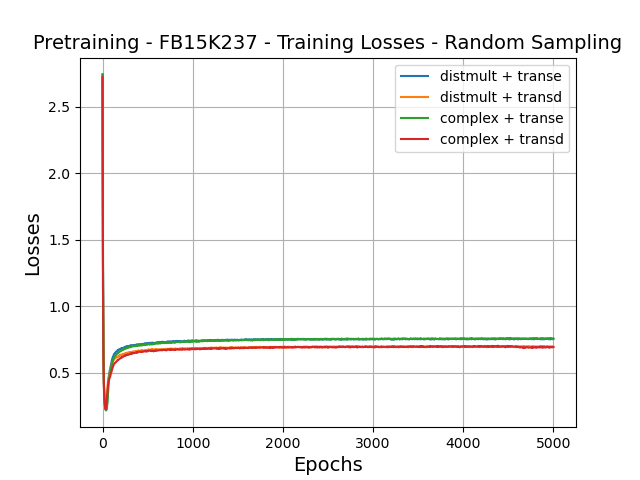 Pretraining - FB15K237 - Training Losses - Random Sampling
distmult + transe
distmult + transd
complex + transe
complex + transd
Losses
2.5
2.0
1.5
1.0
0.5
0 1000 2000 3000 4000 5000
Epochs